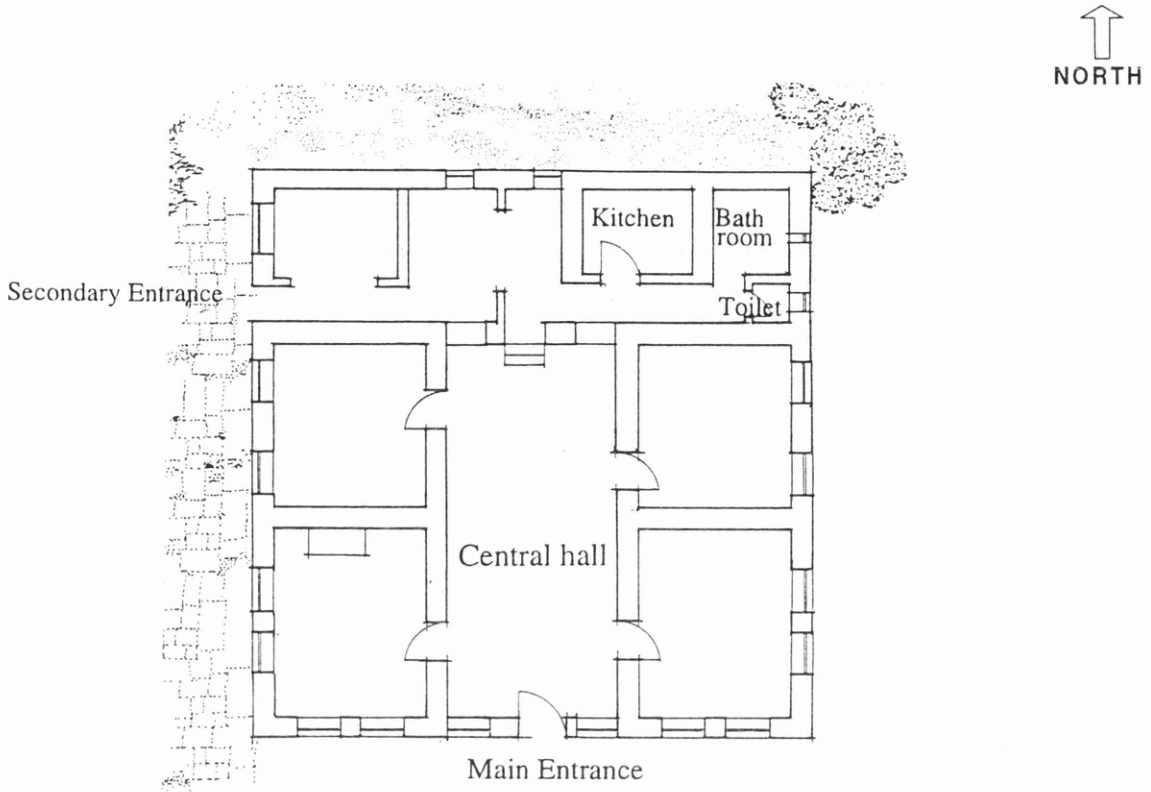 NORTH
Kitchen
Bath
room
Secondary Entrance
Toilet
Central hall
Main Entrance